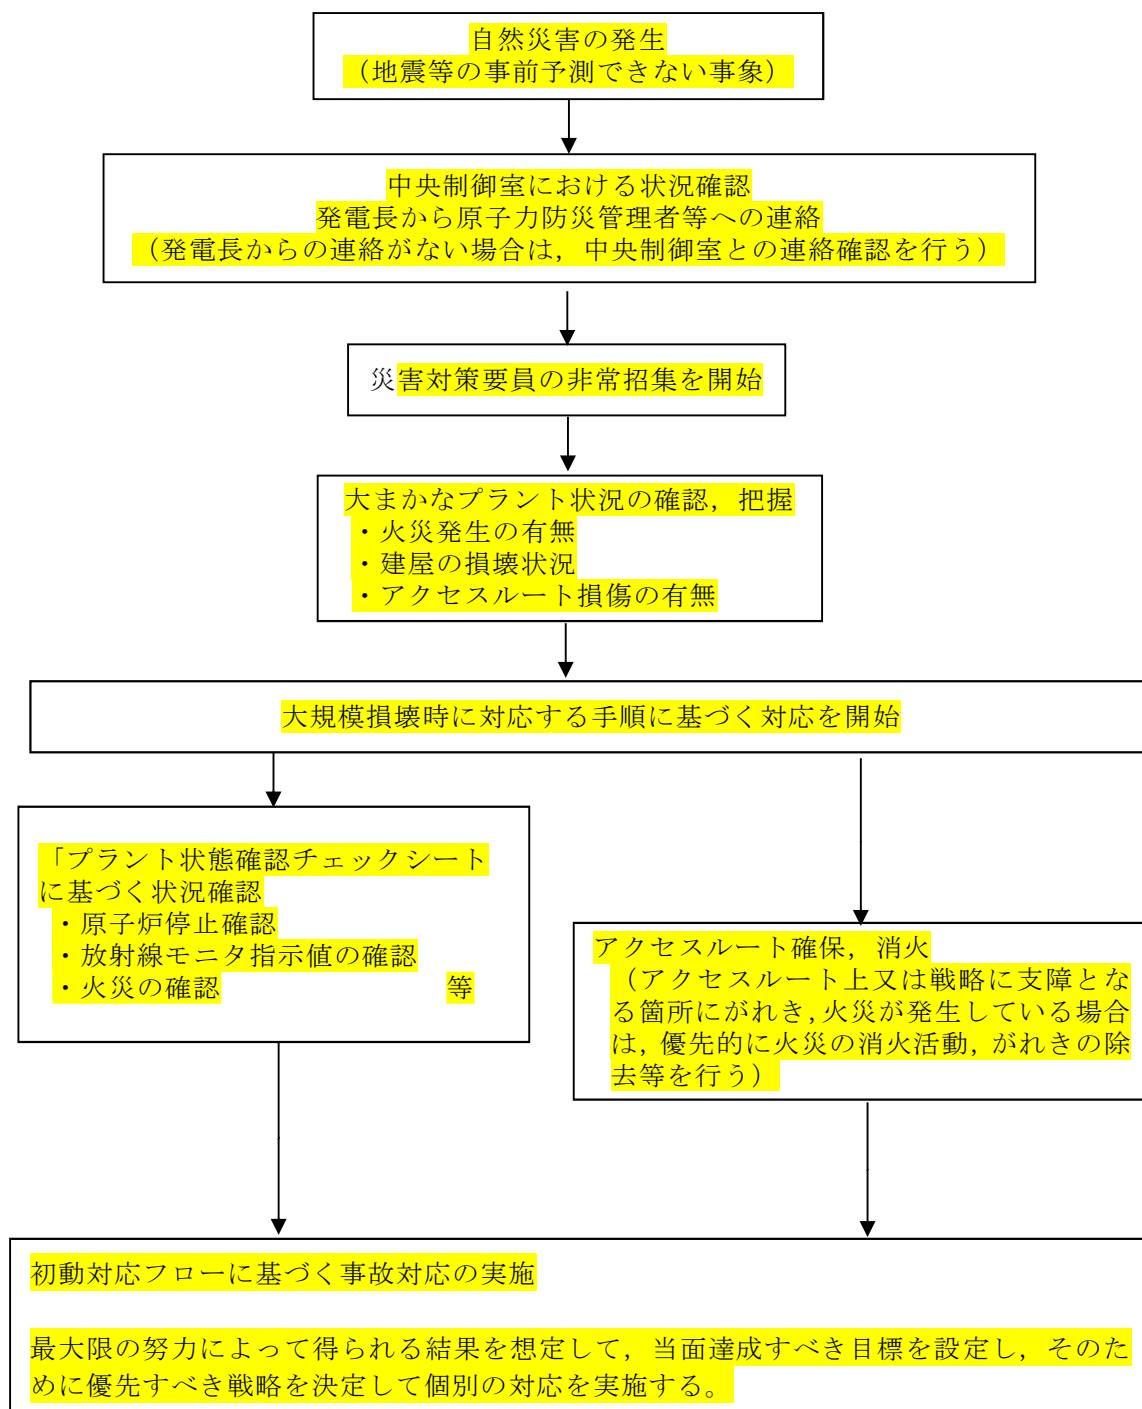 自然災害の発生
（地震等の事前予測できない事象）
中央制御室における状況確認
発電長から原子力防災管理者等への連絡
（発電長からの連絡がない場合は，中央制御室との連絡確認を行う）
災害対策要員の非常招集を開始
大まかなプラント状況の確認，把握
・火災発生の有無
・建屋の損壊状況
・アクセスルート損傷の有無
大規模損壊時に対応する手順に基づく対応を開始
「プラント状態確認チェックシート
に基づく状況確認
・原子炉停止確認
・放射線モニタ指示値の確認
・火災の確認　　　　　　　　等
アクセスルート確保，消火
（アクセスルート上又は戦略に支障とな
る箇所にがれき，火災が発生している場合
は，優先的に火災の消火活動，がれきの除
去等を行う）
初動対応フローに基づく事故対応の実施
最大限の努力によって得られる結果を想定して，当面達成すべき目標を設定し，そのた
めに優先すべき戦略を決定して個別の対応を実施する。